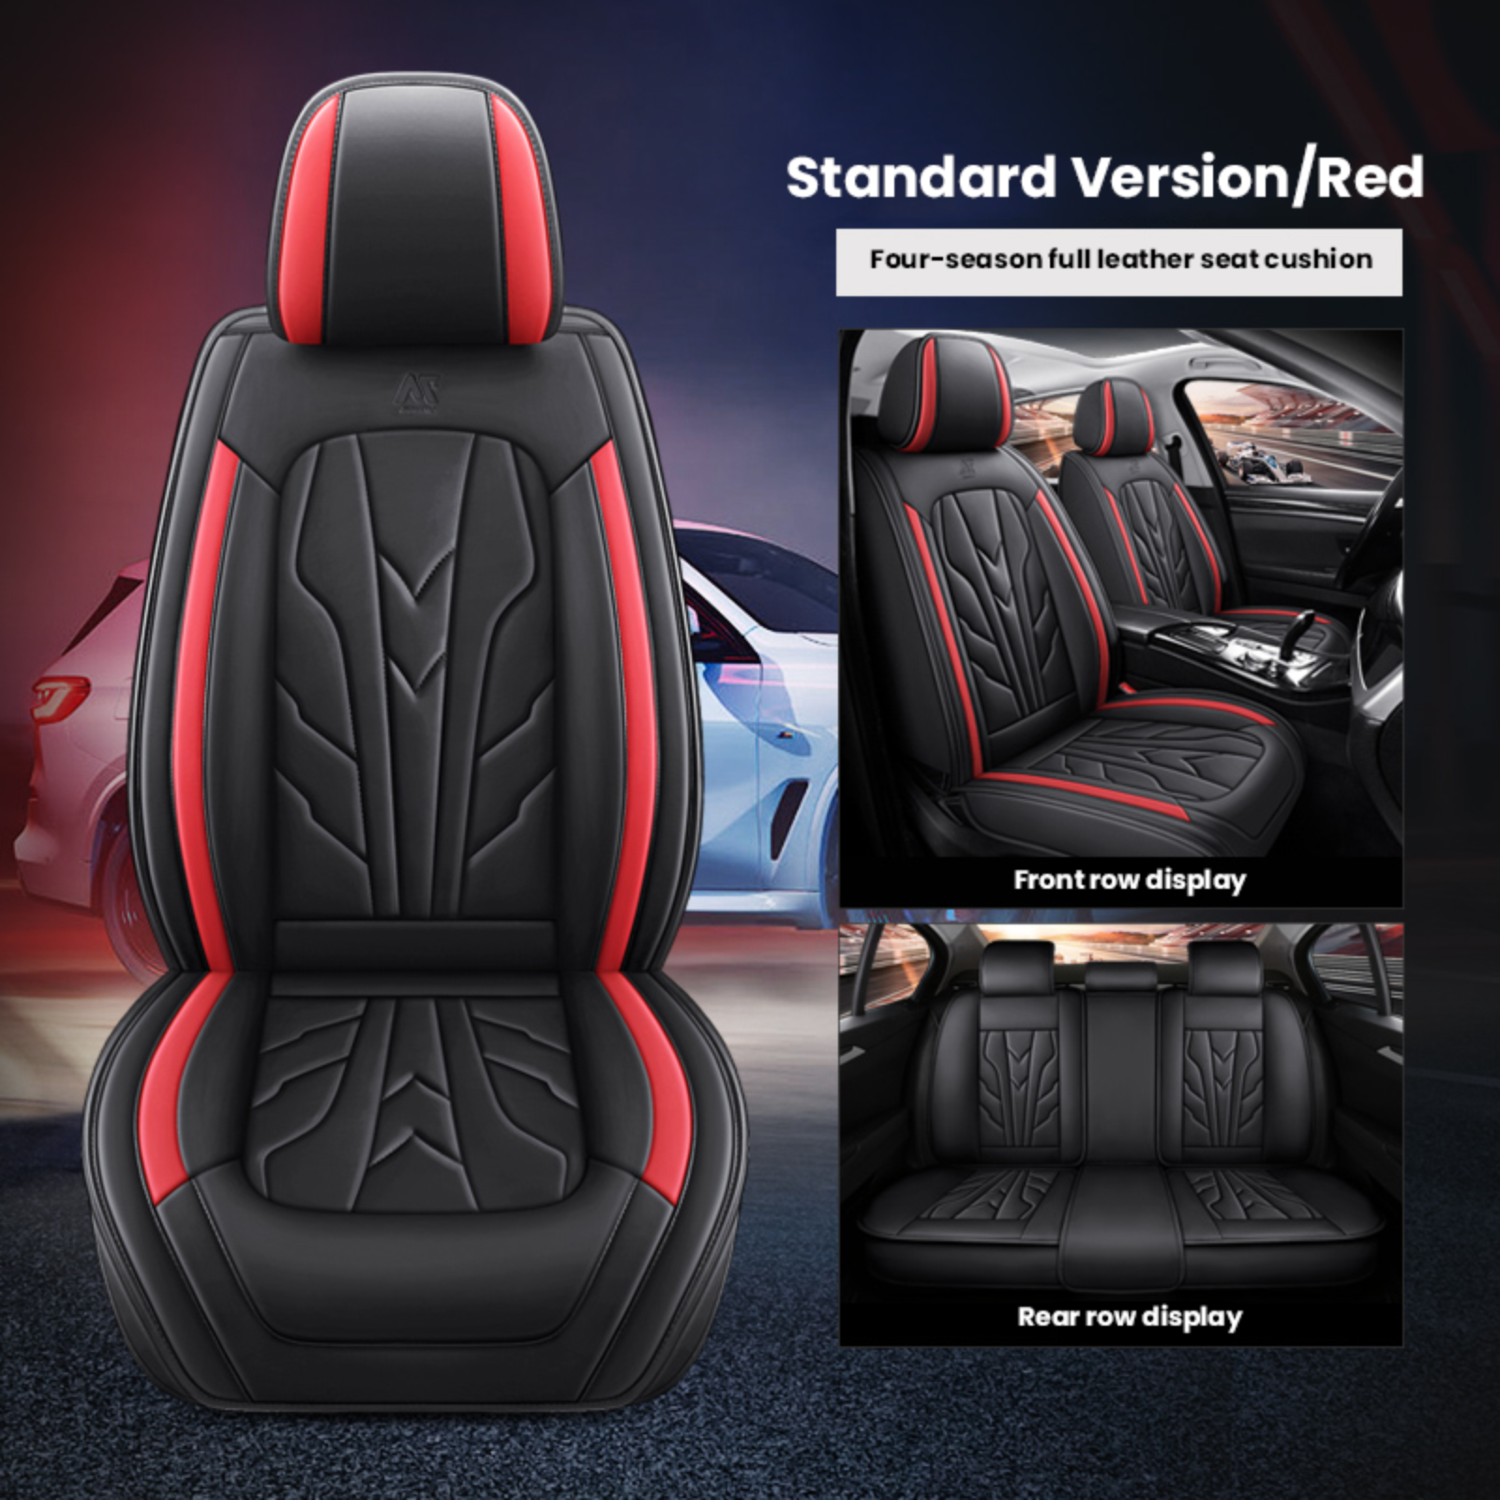 Standard Version/Red
Four-season full leather seat cushion
Front row display
Rear row display